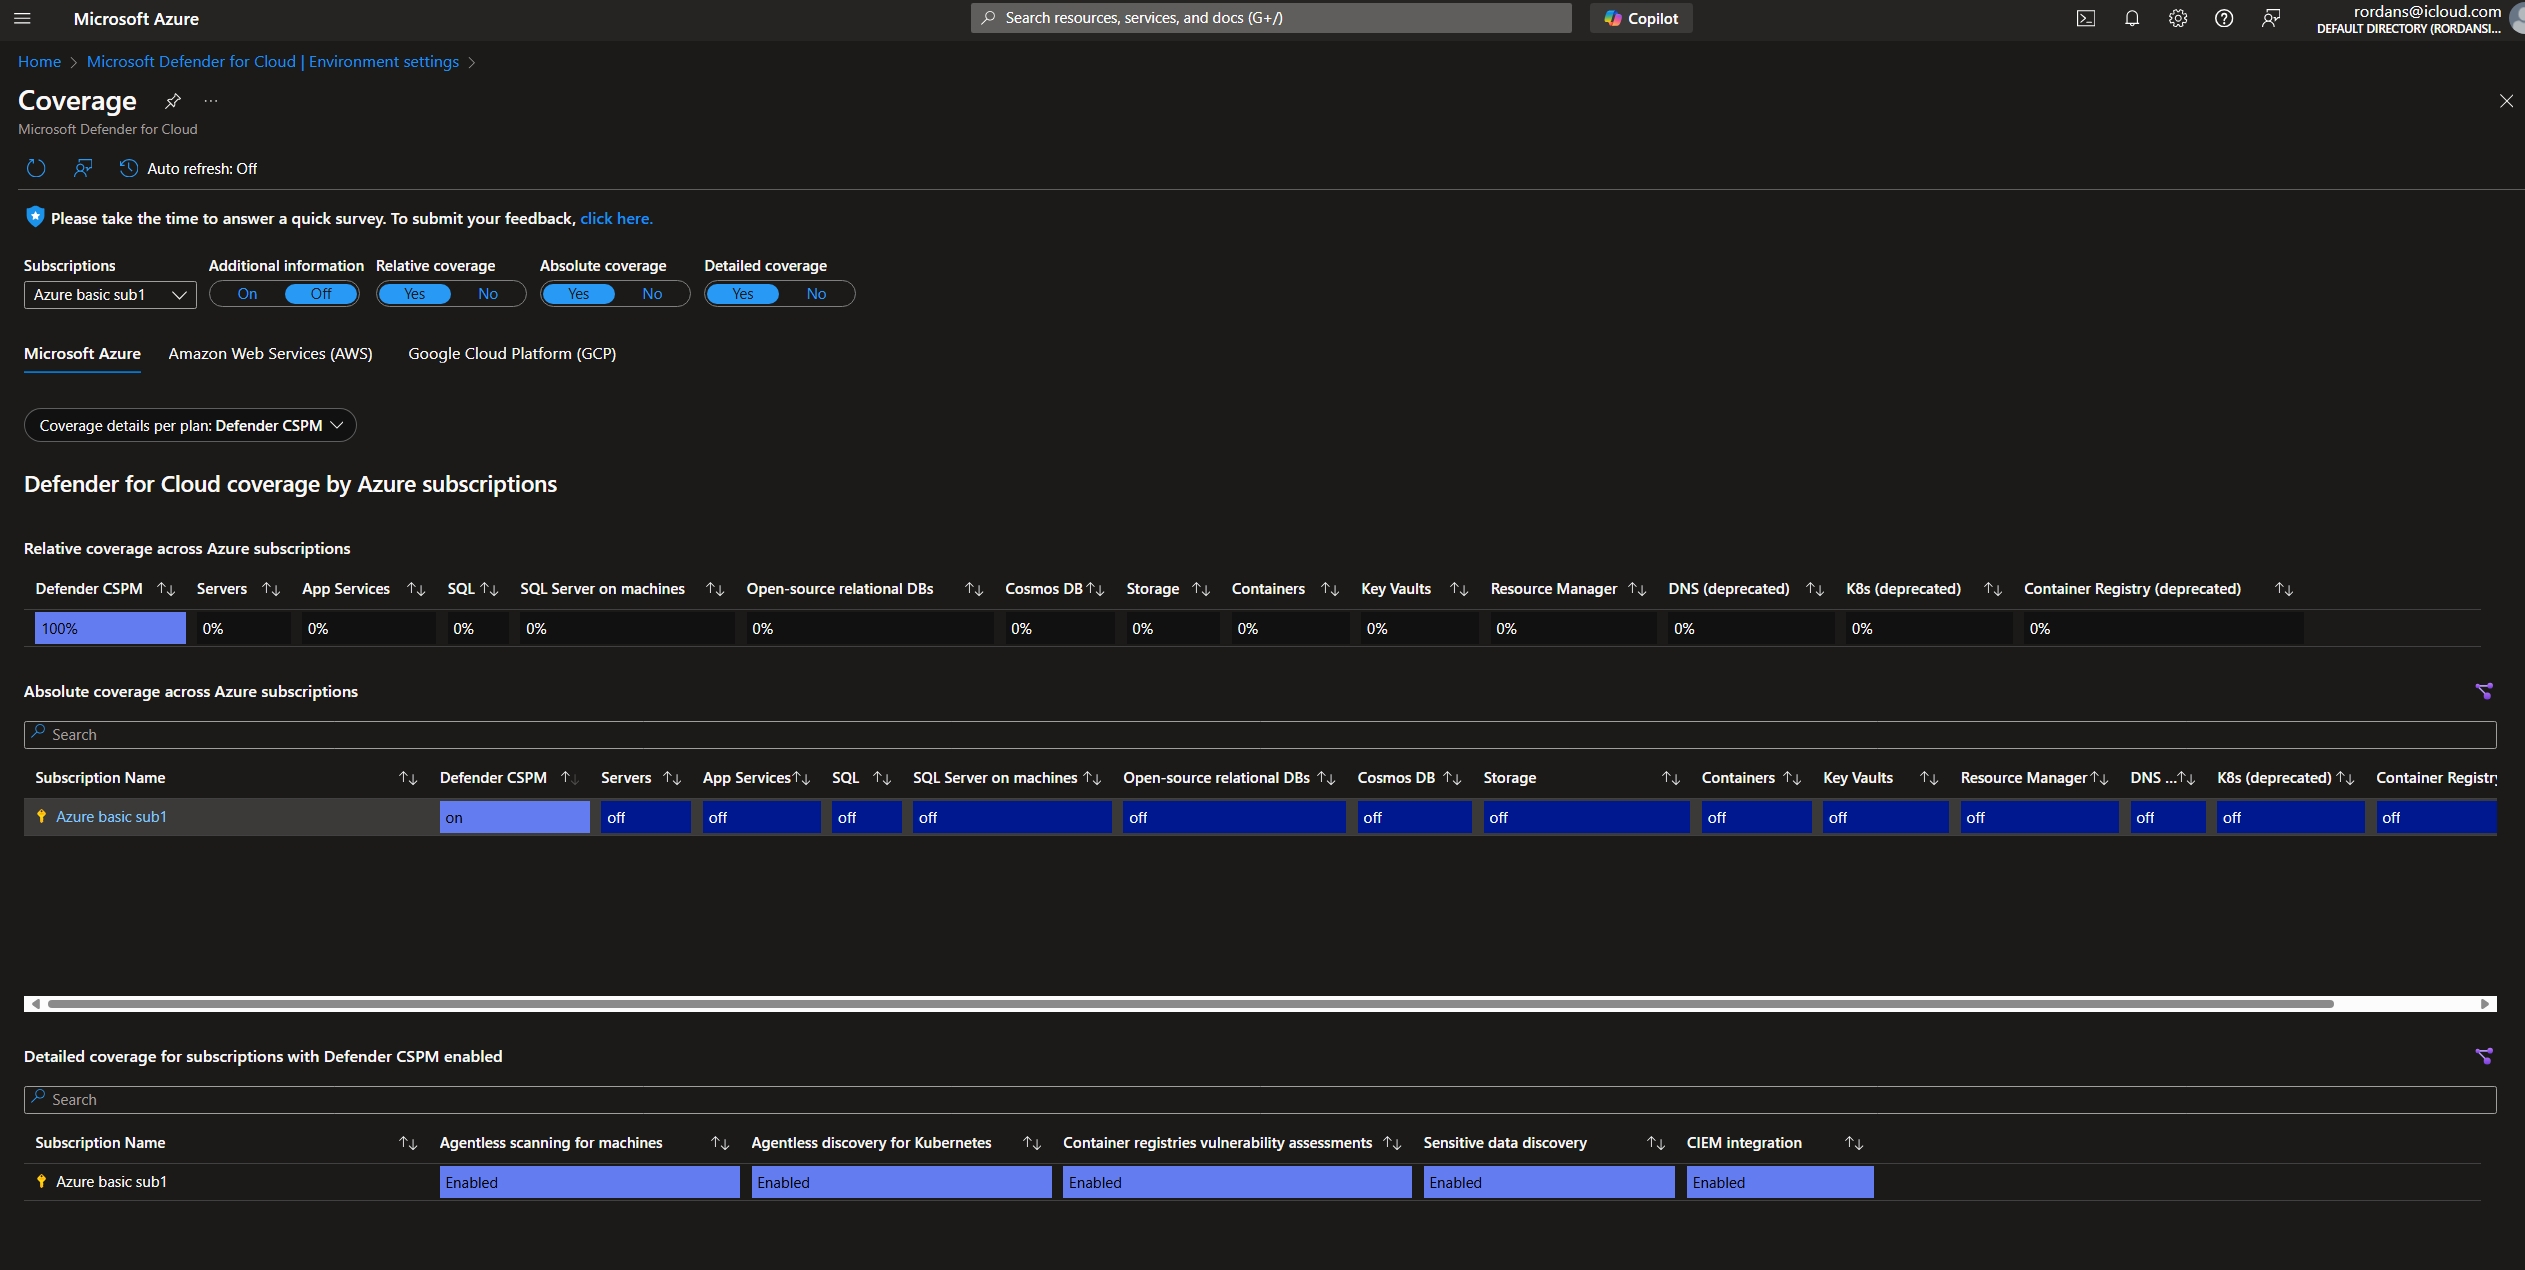 Microsoft Azure
Search resources, services, and docs (G+/)
Copilot
rordans@icloud.com
DEFAULT DIRECTORY (RORDANSI...
Home > Microsoft Defender for Cloud | Environment settings >
Coverage ...
Microsoft Defender for Cloud
Auto refresh: Off
Please take the time to answer a quick survey. To submit your feedback, click here.
Subscriptions Additional information Relative coverage Absolute coverage Detailed coverage
Azure basic sub1 On Off Yes No Yes No Yes No
Microsoft Azure Amazon Web Services (AWS) Google Cloud Platform (GCP)
Coverage details per plan: Defender CSPM
Defender for Cloud coverage by Azure subscriptions
Relative coverage across Azure subscriptions
Defender CSPM Servers App Services SQL SQL Server on machines Open-source relational DBs Cosmos DB Storage Containers Key Vaults Resource Manager DNS (deprecated) K8s (deprecated) Container Registry (deprecated)
100% 0% 0% 0% 0% 0% 0% 0% 0% 0% 0% 0% 0% 0%
Absolute coverage across Azure subscriptions
Search
Subscription Name Defender CSPM Servers App Services SQL SQL Server on machines Open-source relational DBs Cosmos DB Storage Containers Key Vaults Resource Manager DNS ... K8s (deprecated) Container Registry
Azure basic sub1 on off off off off off off off off off off off off off
Detailed coverage for subscriptions with Defender CSPM enabled
Search
Subscription Name Agentless scanning for machines Agentless discovery for Kubernetes Container registries vulnerability assessments Sensitive data discovery CIEM integration
Azure basic sub1 Enabled Enabled Enabled Enabled Enabled